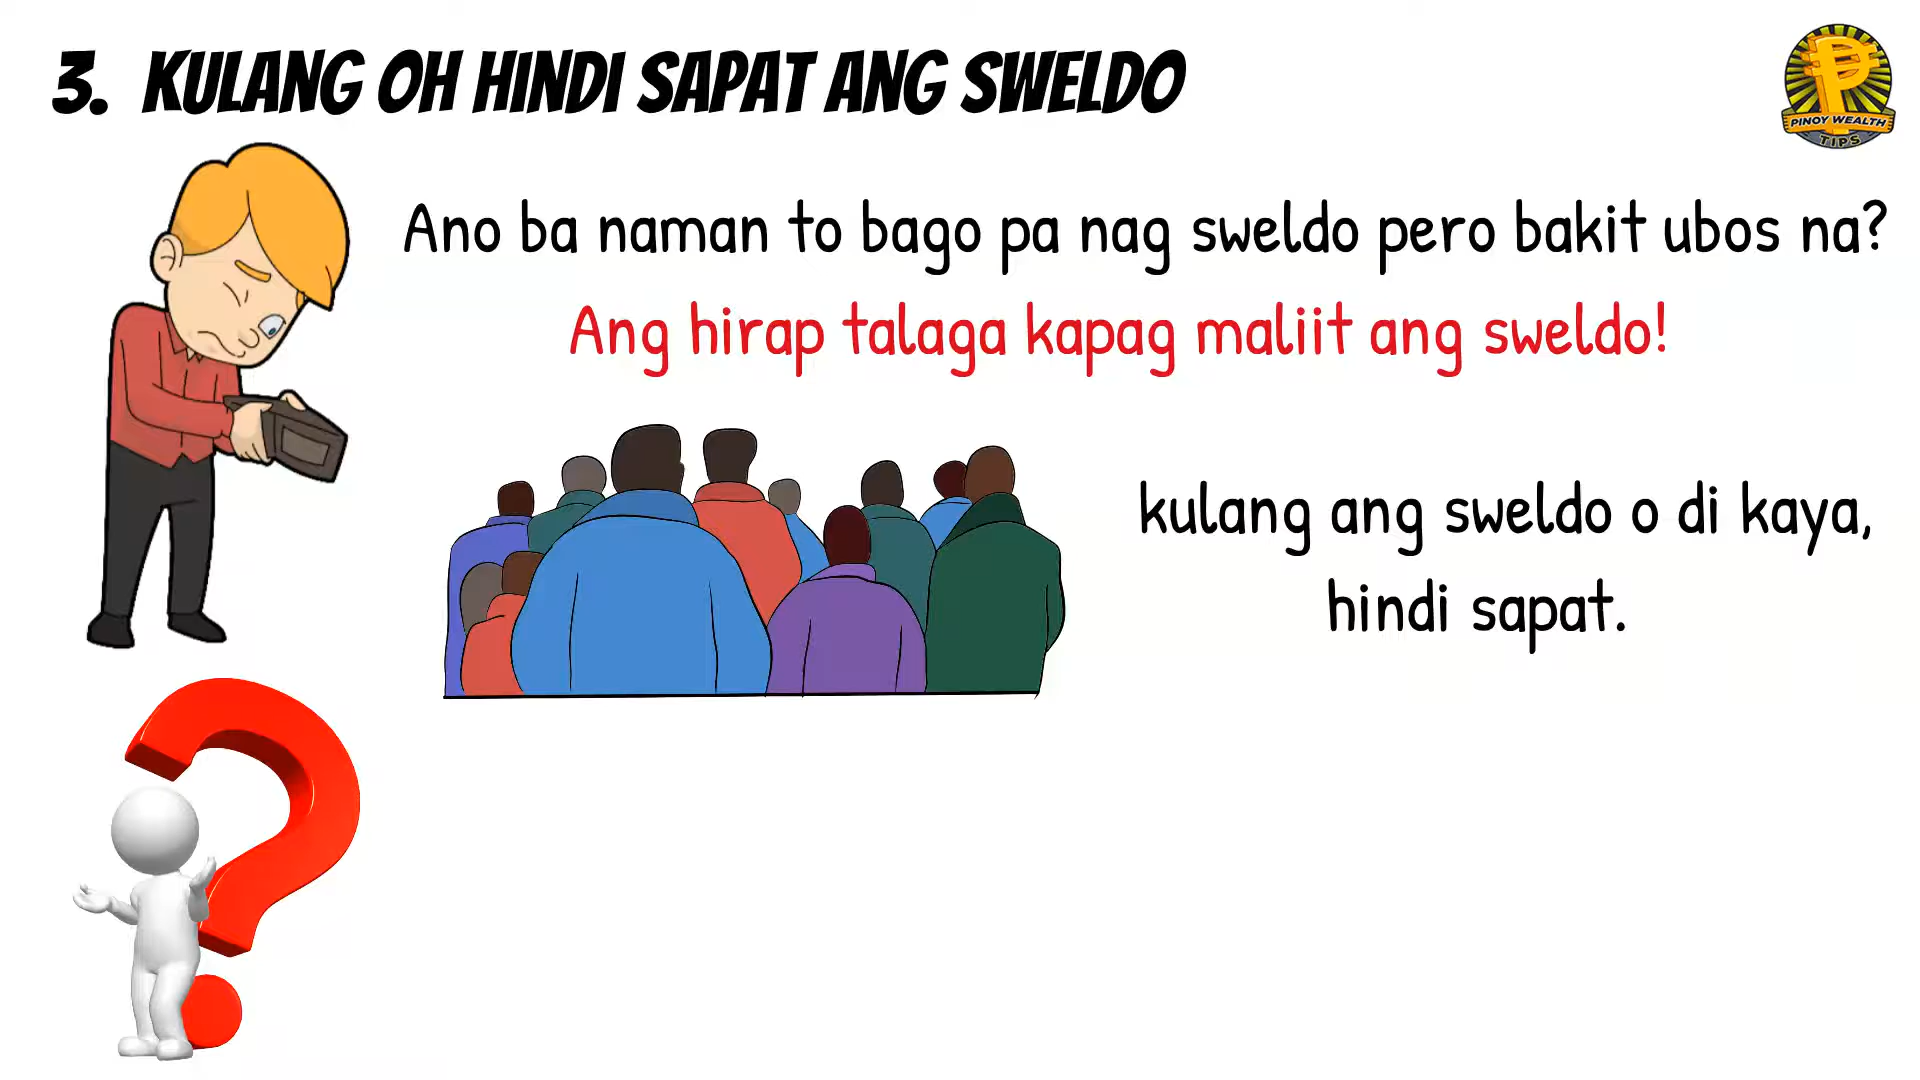 3. KULANG OH HINDI SAPAT ANG SWELDO
PINOY WEALTH
TIPS
Ano ba naman to bago pa nag sweldo pero bakit ubos na?
Ang hirap talaga kapag maliit ang sweldo!
kulang ang sweldo o di kaya,
hindi sapat.